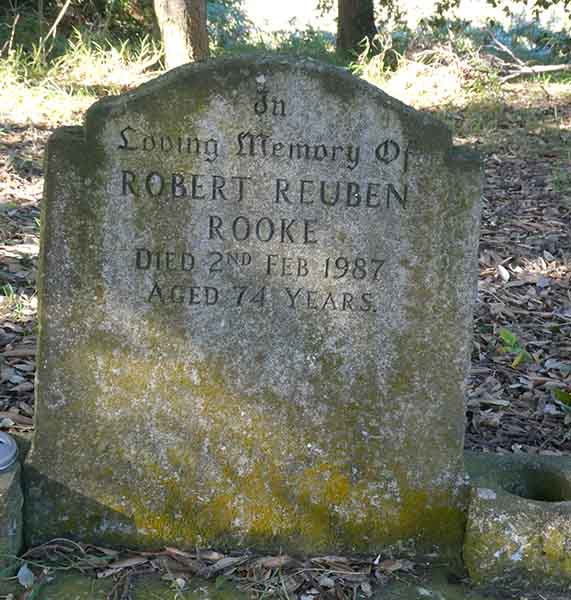 In
Loving Memory Of
ROBERT REUBEN
ROOKE
DIED 2ND FEB 1987
AGED 74 YEARS.